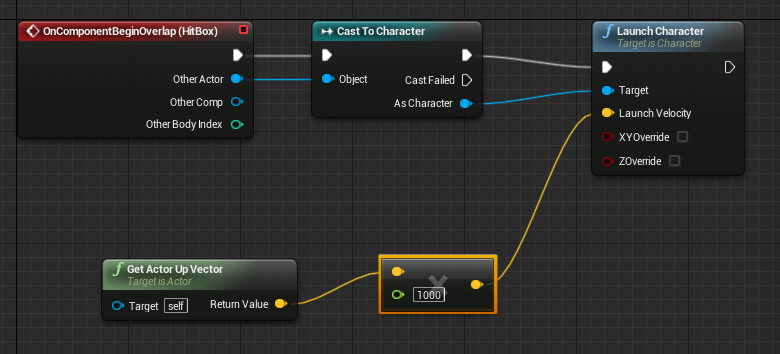 OnComponentBeginOverlap (HitBox)
Other Actor
Other Comp
Other Body Index
Cast To Character
Object
Cast Failed
As Character
f Launch Character
Target is Character
Target
Launch Velocity
XYOverride
ZOverride
f Get Actor Up Vector
Target is Actor
Target self
Return Value
1000